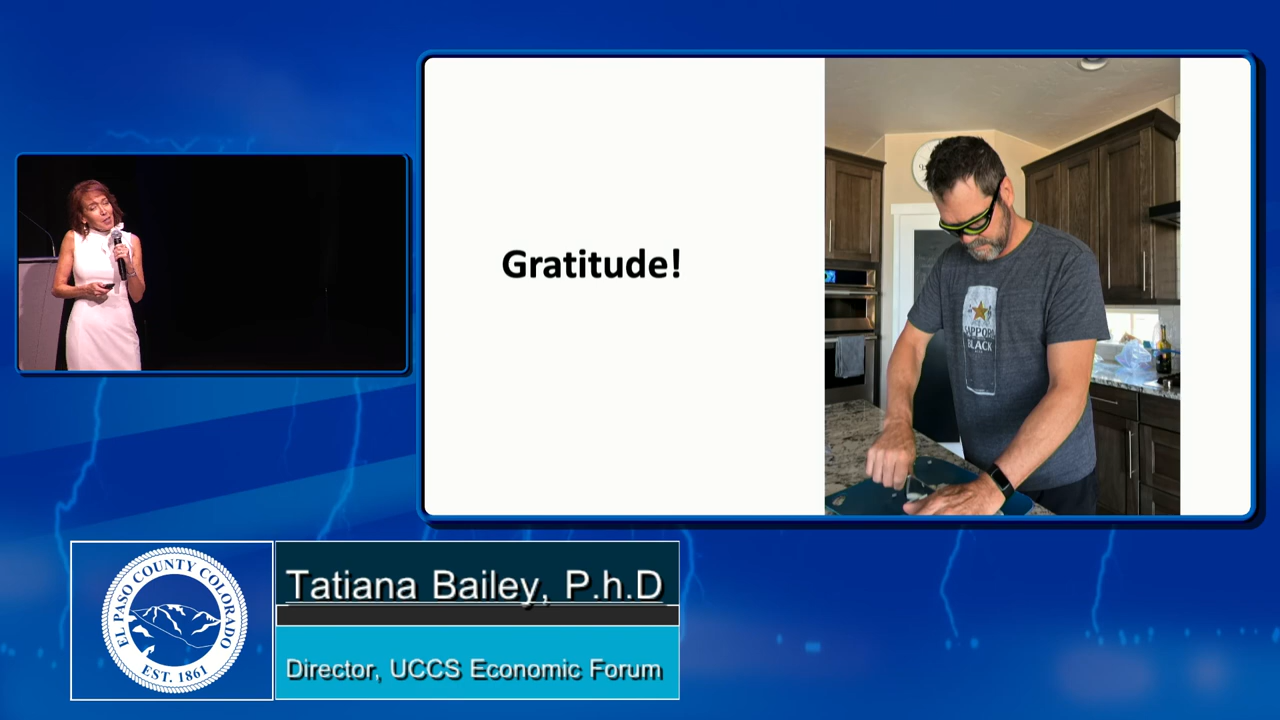 Gratitude!
SAPPORO
BLACK
EL PASO COUNTY COLORADO
EST. 1861
Tatiana Bailey, P.h.D
Director, UCCS Economic Forum